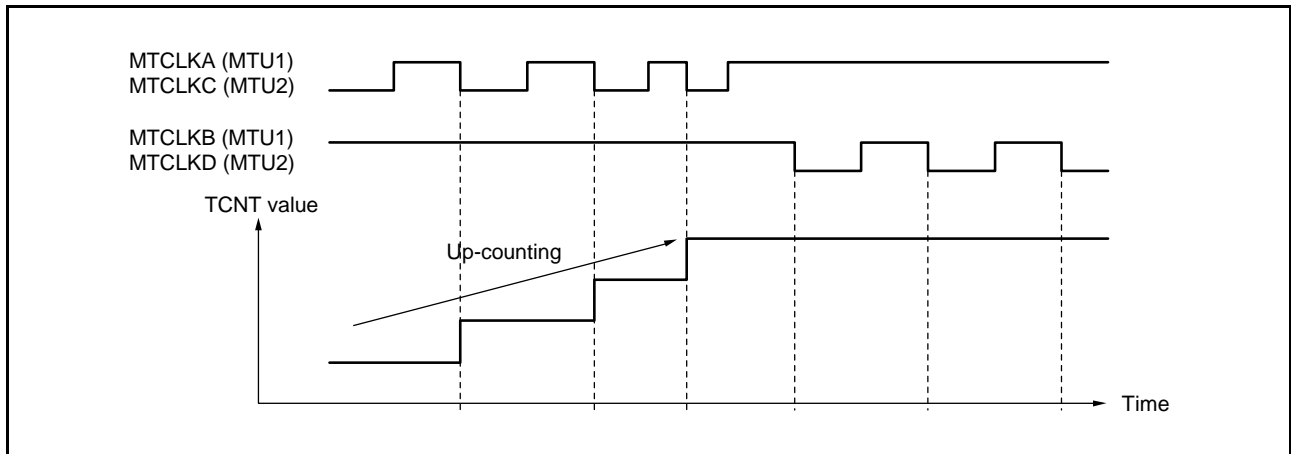 MTCLKA (MTU1)
MTCLKC (MTU2)
MTCLKB (MTU1)
MTCLKD (MTU2)
TCNT value
Up-counting
Time